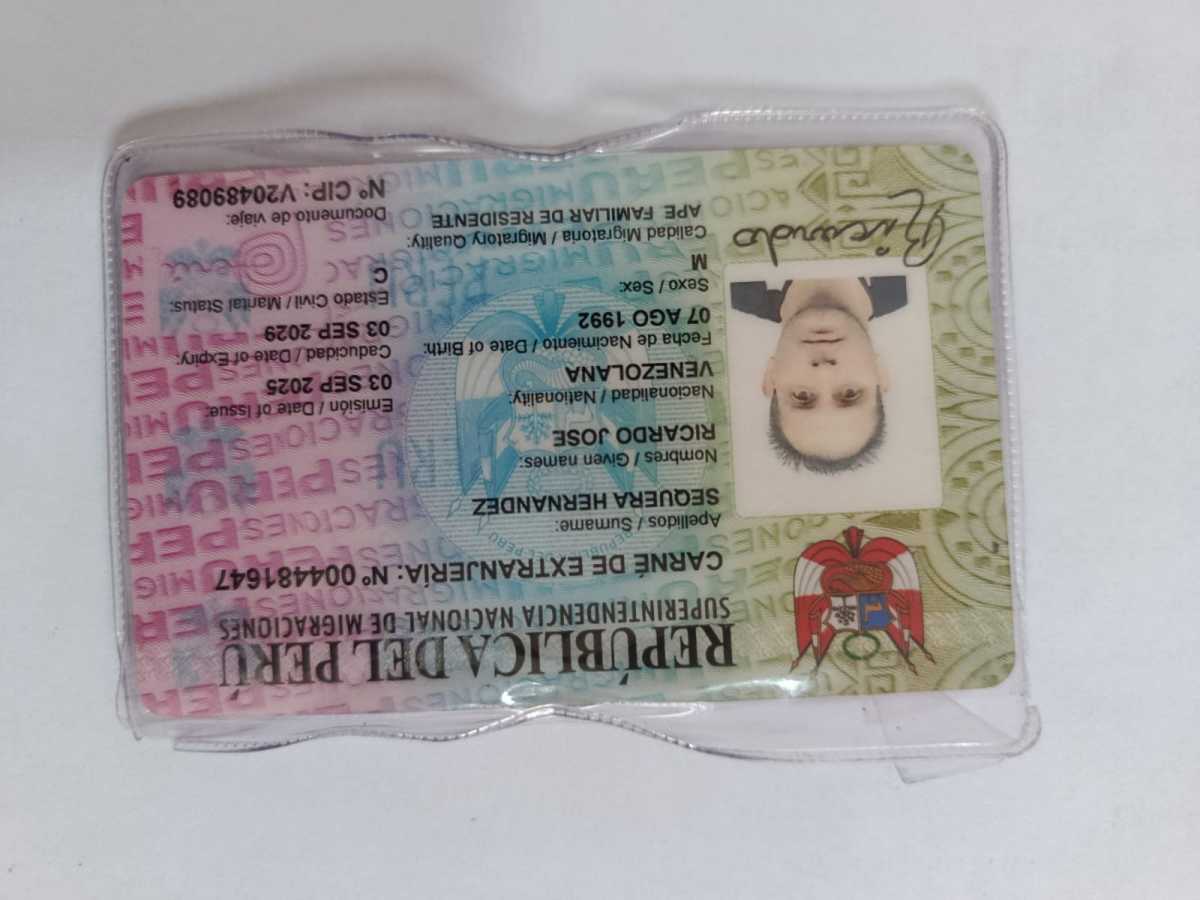 REPÚBLICA DEL PERÚ
SUPERINTENDENCIA NACIONAL DE MIGRACIONES
CARNÉ DE EXTRANJERÍA: Nº 004481647
Apellidos / Surname:
SEQUERA HERNANDEZ
Nombres / Given names:
RICARDO JOSE
Nacionalidad / Nationality:
VENEZOLANA
Fecha de Nacimiento / Date of Birth:
07 AGO 1992
Sexo / Sex:
M
Calidad Migratoria / Migratory Quality:
APE FAMILIAR DE RESIDENTE
Emisión / Date of Issue:
03 SEP 2025
Caducidad / Date of Expiry:
03 SEP 2029
Estado Civil / Marital Status:
C
Documento de viaje:
Nº CIP: V20489089
Ricardo
Perú